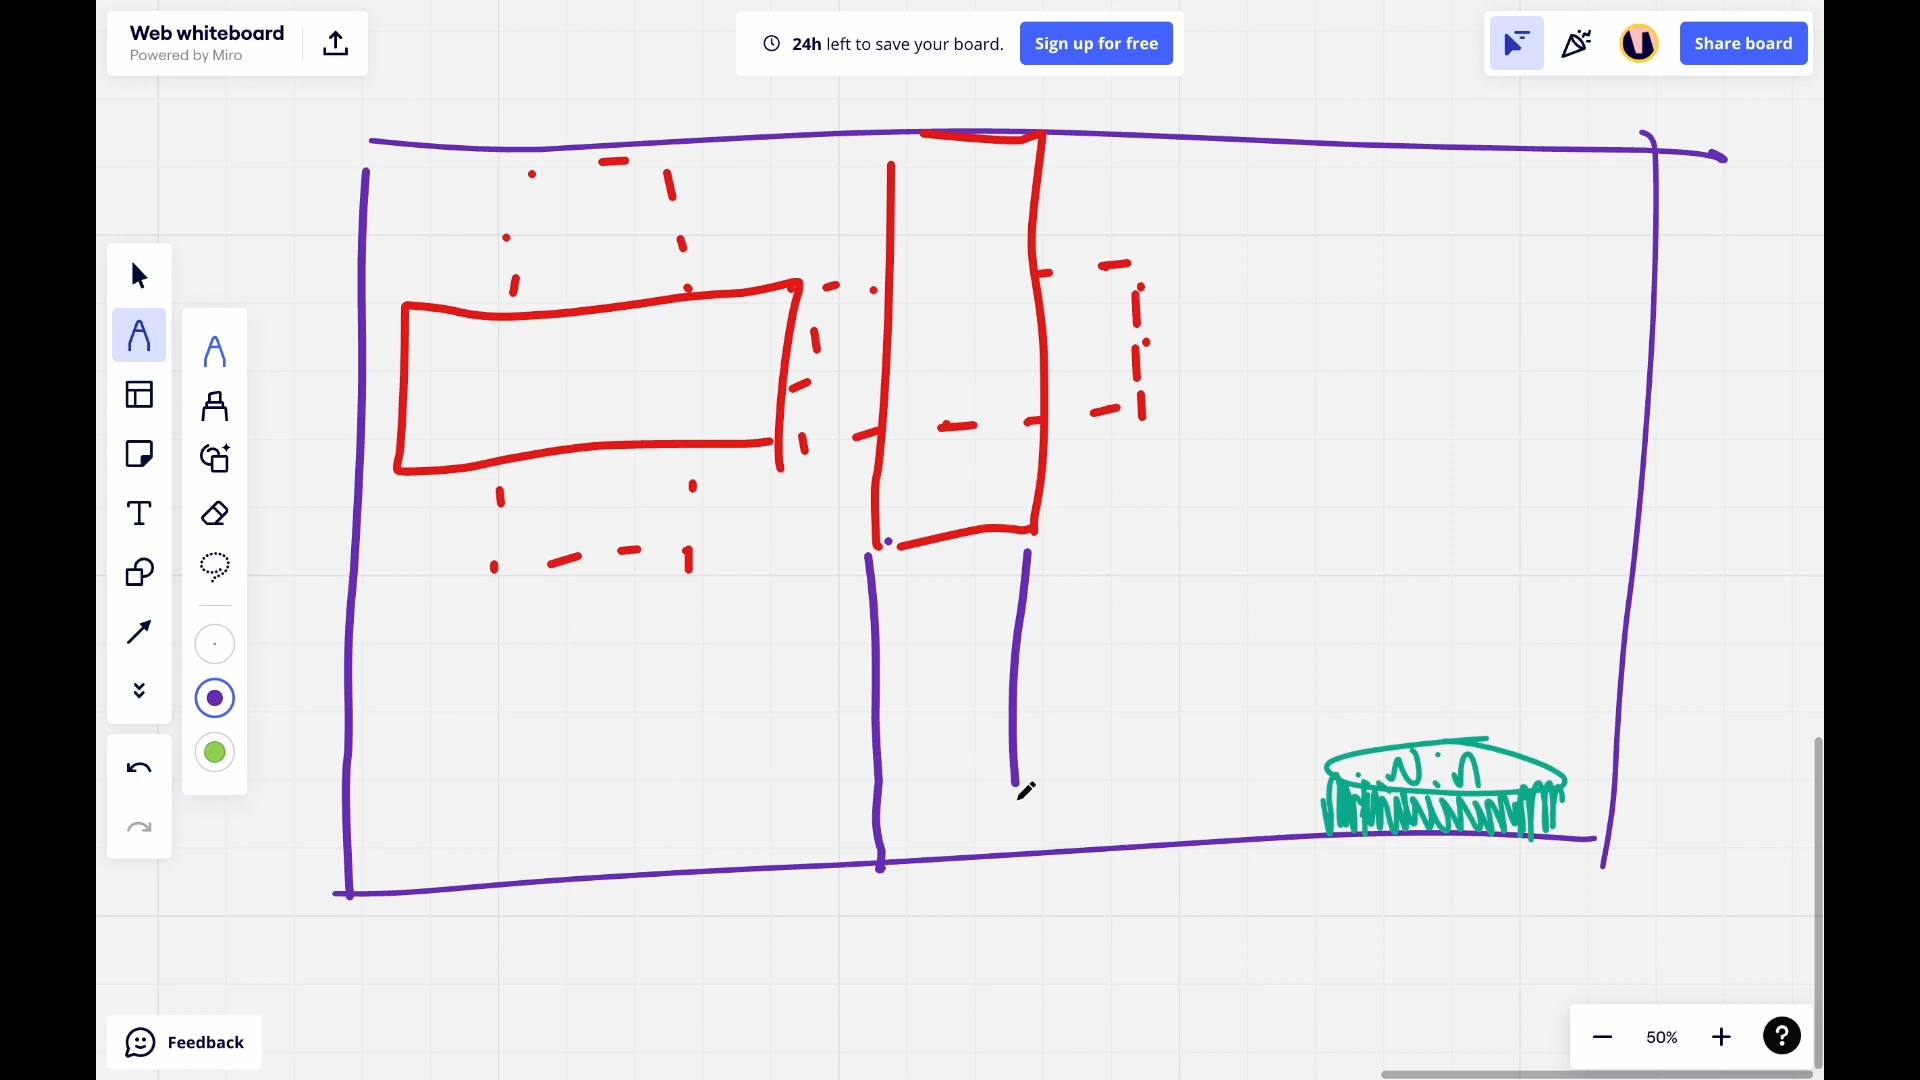 Web whiteboard
Powered by Miro
24h left to save your board.
Sign up for free
Share board
Feedback
50%
?